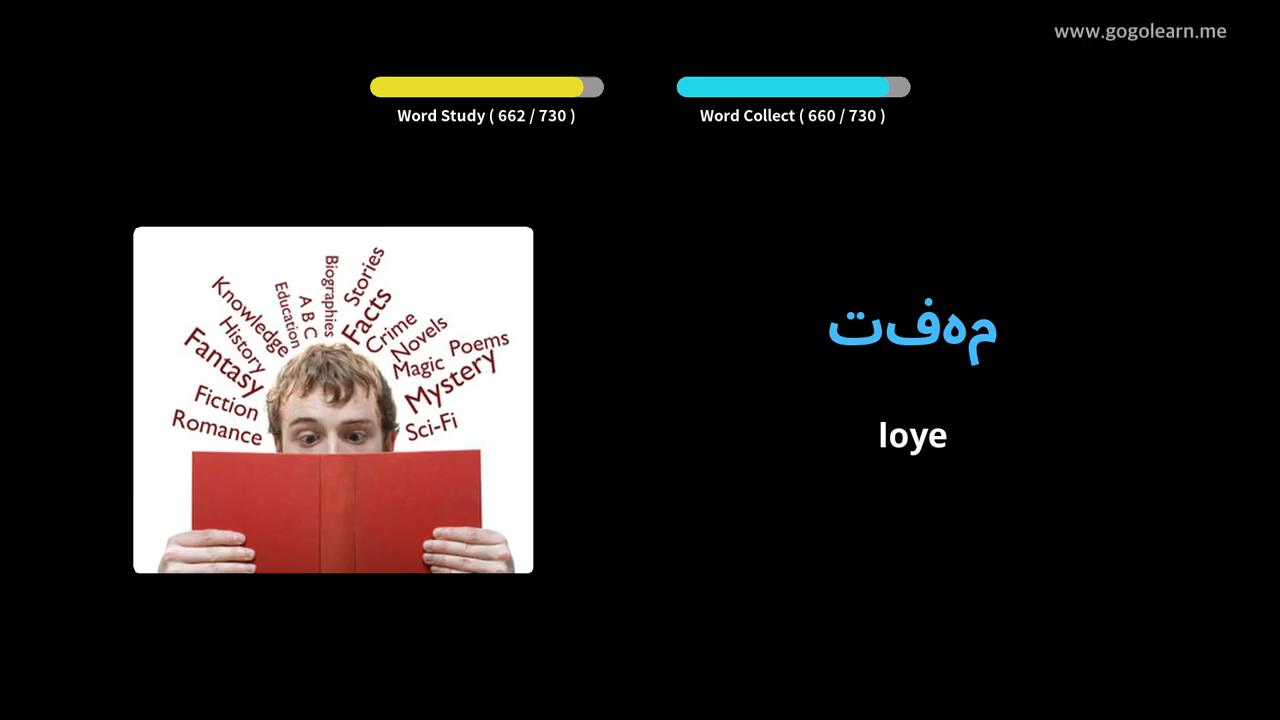 www.gogolearn.me
Word Study ( 662 / 730 )
Word Collect ( 660 / 730 )
Knowledge
Education
A B C
Biographies
Stories
Facts
Crime
Novels
Poems
Magic
Mystery
Sci-Fi
History
Fantasy
Fiction
Romance
مهفت
loye